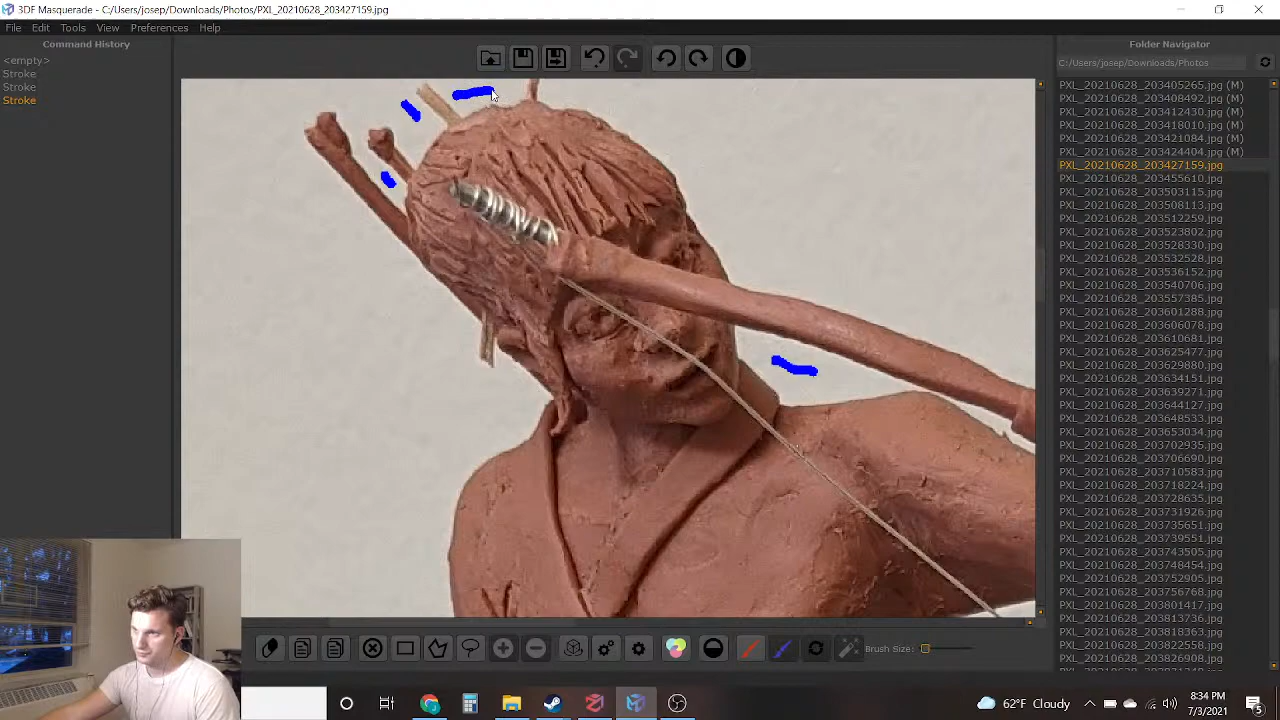 3DF Masquerade - C:/Users/josep/Downloads/Photos/PXL_20210628_203427159.jpg
File Edit Tools View Preferences Help
Command History
<empty>
Stroke
Stroke
Stroke
Folder Navigator
C:/Users/josep/Downloads/Photos
PXL_20210628_203405265.jpg (M)
PXL_20210628_203408492.jpg (M)
PXL_20210628_203412430.jpg (M)
PXL_20210628_203418010.jpg (M)
PXL_20210628_203421084.jpg (M)
PXL_20210628_203424404.jpg (M)
PXL_20210628_203427159.jpg
PXL_20210628_203455610.jpg
PXL_20210628_203503115.jpg
PXL_20210628_203508113.jpg
PXL_20210628_203512259.jpg
PXL_20210628_203523802.jpg
PXL_20210628_203528330.jpg
PXL_20210628_203532528.jpg
PXL_20210628_203536152.jpg
PXL_20210628_203540706.jpg
PXL_20210628_203557385.jpg
PXL_20210628_203601288.jpg
PXL_20210628_203606078.jpg
PXL_20210628_203610681.jpg
PXL_20210628_203625477.jpg
PXL_20210628_203629880.jpg
PXL_20210628_203634151.jpg
PXL_20210628_203639271.jpg
PXL_20210628_203644127.jpg
PXL_20210628_203648533.jpg
PXL_20210628_203653034.jpg
PXL_20210628_203702935.jpg
PXL_20210628_203706690.jpg
PXL_20210628_203710583.jpg
PXL_20210628_203718224.jpg
PXL_20210628_203728635.jpg
PXL_20210628_203731926.jpg
PXL_20210628_203735651.jpg
PXL_20210628_203739551.jpg
PXL_20210628_203743505.jpg
PXL_20210628_203748454.jpg
PXL_20210628_203752905.jpg
PXL_20210628_203756768.jpg
PXL_20210628_203801417.jpg
PXL_20210628_203813736.jpg
PXL_20210628_203818363.jpg
PXL_20210628_203822558.jpg
PXL_20210628_203826908.jpg
Brush Size:
62°F Cloudy
8:34 PM
7/3/2021
5